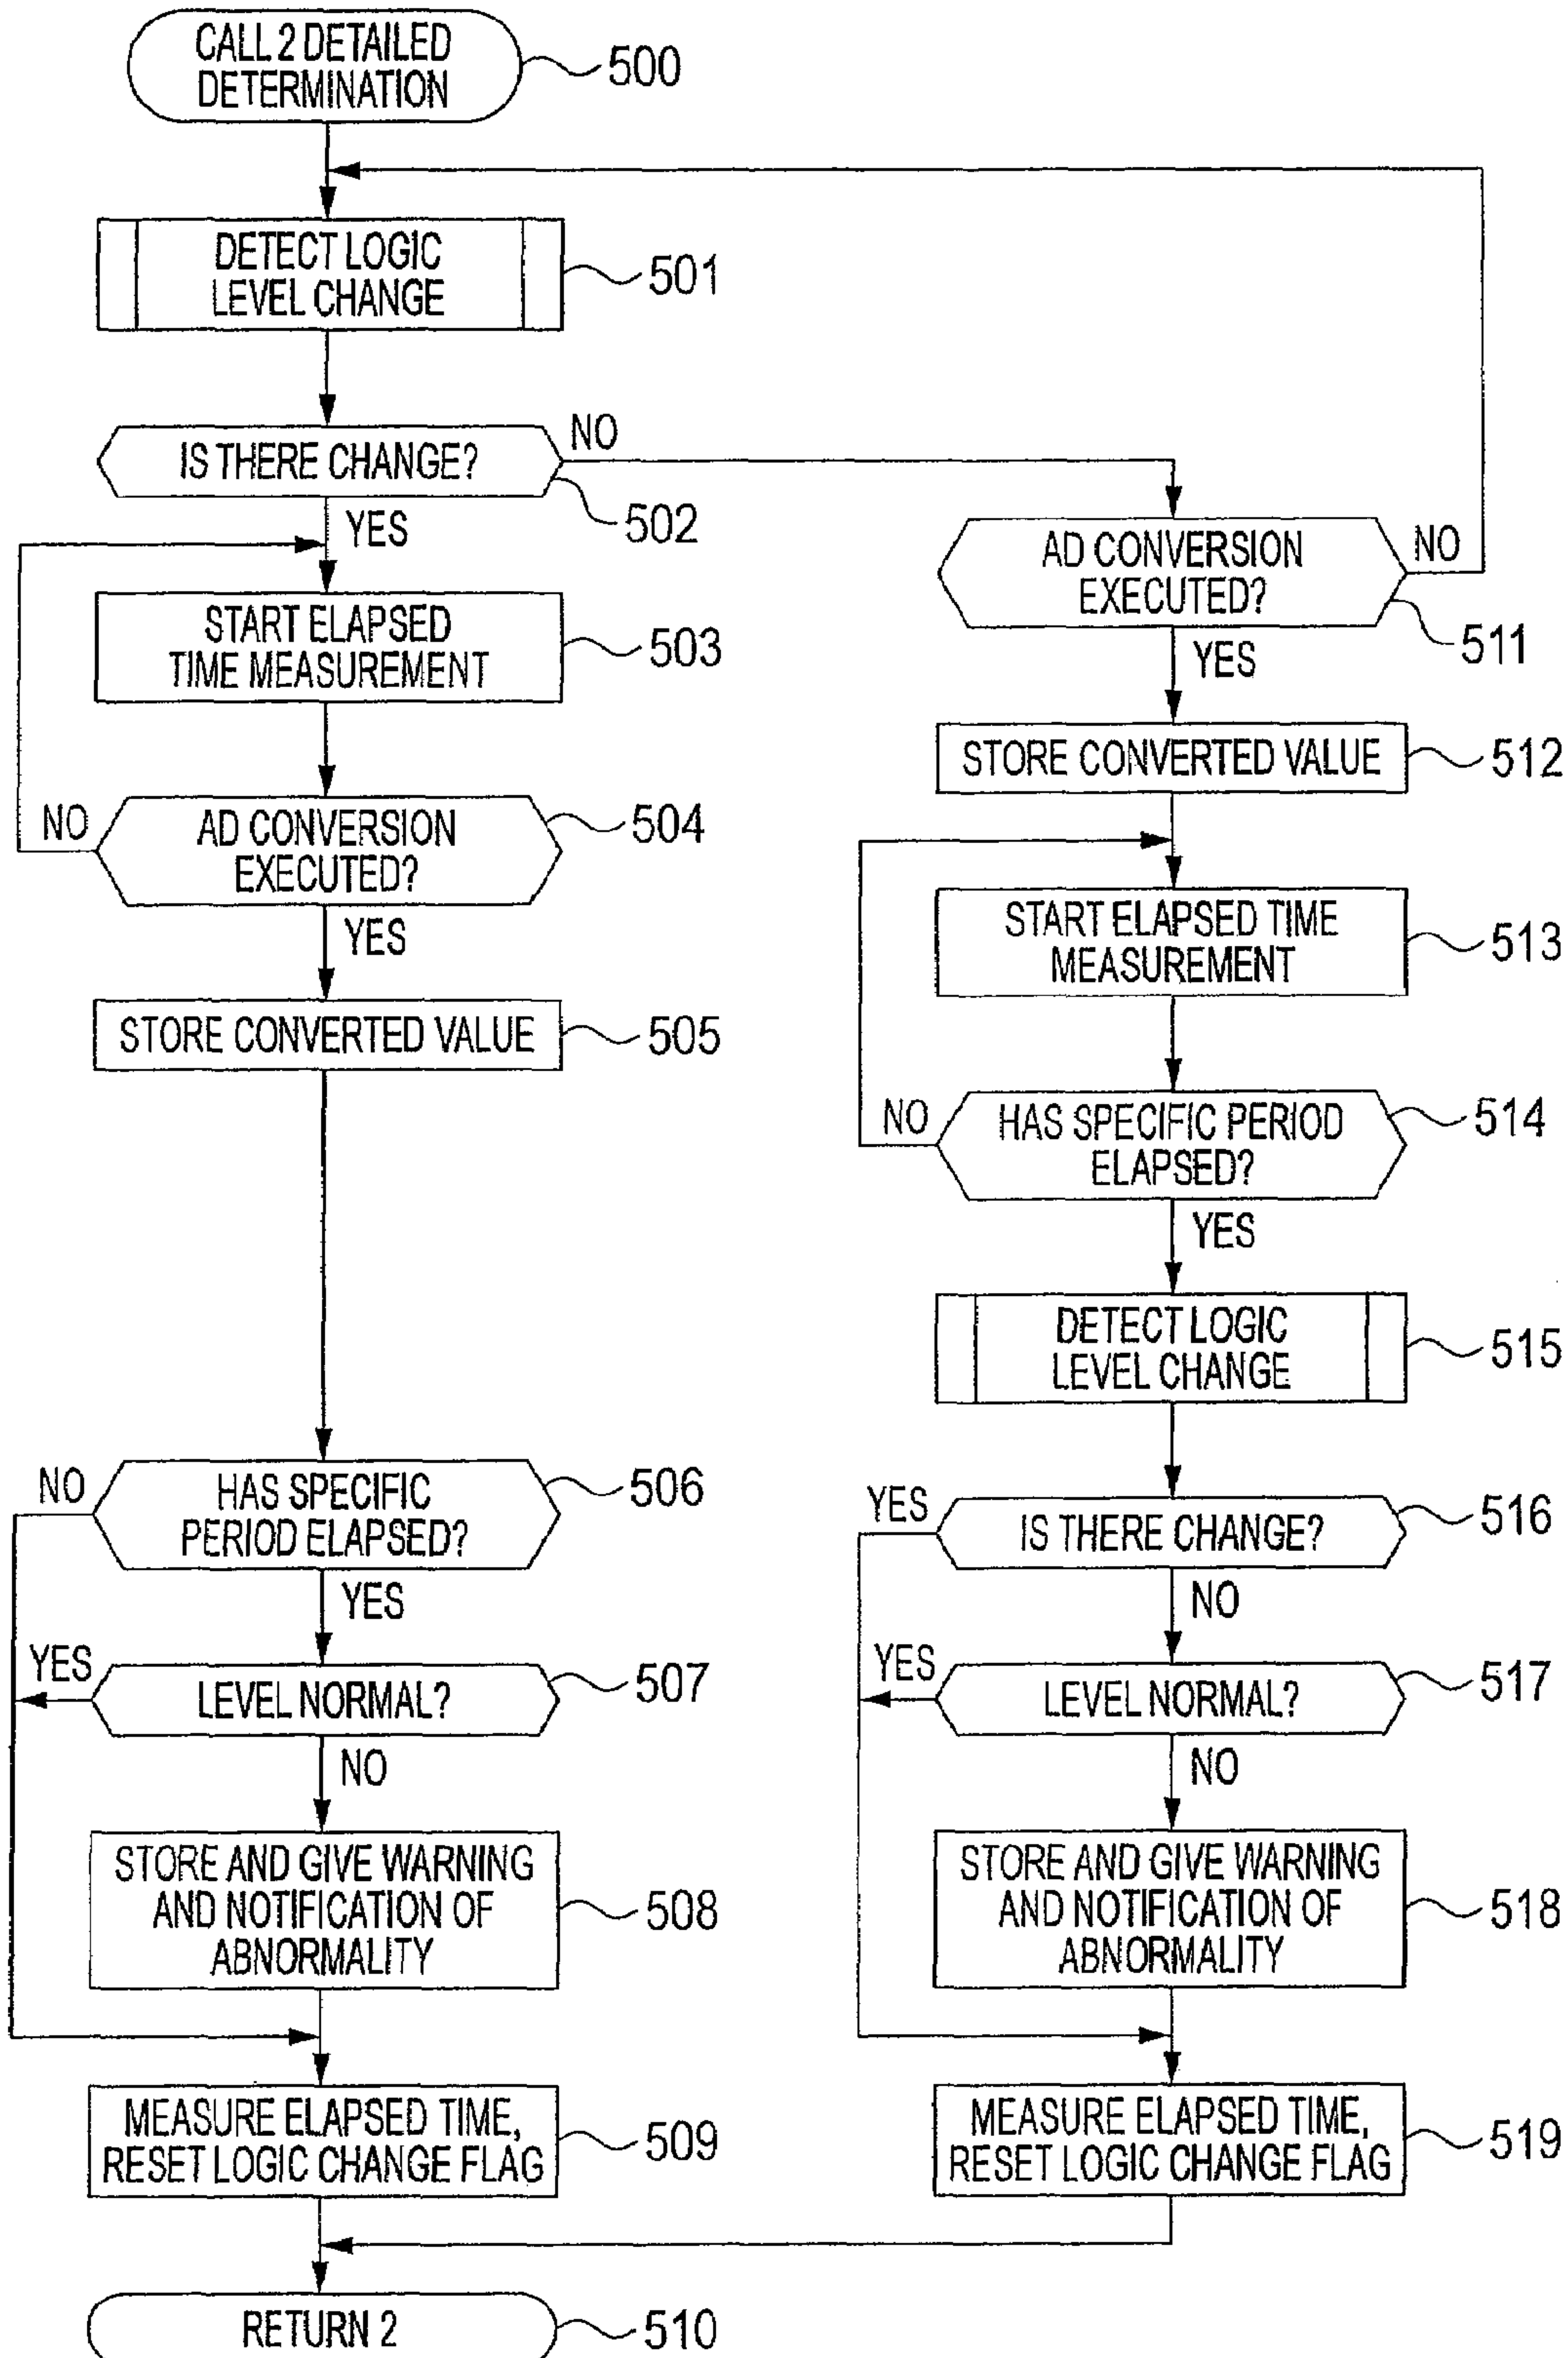 CALL 2 DETAILED
DETERMINATION
500
DETECT LOGIC
LEVEL CHANGE
501
IS THERE CHANGE?
NO
502
YES
START ELAPSED
TIME MEASUREMENT
503
AD CONVERSION
EXECUTED?
504
NO
YES
STORE CONVERTED VALUE
505
HAS SPECIFIC
PERIOD ELAPSED?
506
NO
YES
LEVEL NORMAL?
507
YES
NO
STORE AND GIVE WARNING
AND NOTIFICATION OF
ABNORMALITY
508
MEASURE ELAPSED TIME,
RESET LOGIC CHANGE FLAG
509
RETURN 2
510
AD CONVERSION
EXECUTED?
NO
511
YES
STORE CONVERTED VALUE
512
START ELAPSED TIME
MEASUREMENT
513
HAS SPECIFIC PERIOD
ELAPSED?
514
NO
YES
DETECT LOGIC
LEVEL CHANGE
515
IS THERE CHANGE?
516
YES
NO
LEVEL NORMAL?
517
YES
NO
STORE AND GIVE WARNING
AND NOTIFICATION OF
ABNORMALITY
518
MEASURE ELAPSED TIME,
RESET LOGIC CHANGE FLAG
519